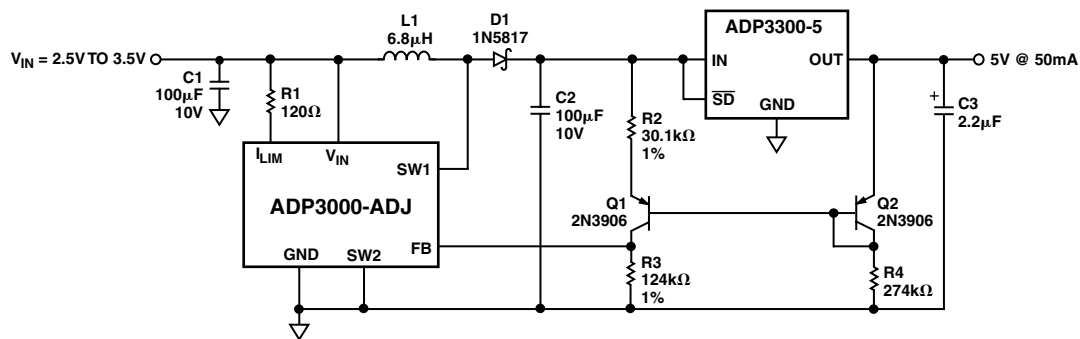 L1
6.8μH
D1
1N5817
ADP3300-5
VIN = 2.5V TO 3.5V
IN
OUT
5V @ 50mA
C1
100μF
10V
R1
120Ω
C2
100μF
10V
R2
30.1kΩ
1%
SD
GND
+
C3
2.2μF
ILIM
VIN
SW1
ADP3000-ADJ
Q1
2N3906
Q2
2N3906
FB
GND
SW2
R3
124kΩ
1%
R4
274kΩ